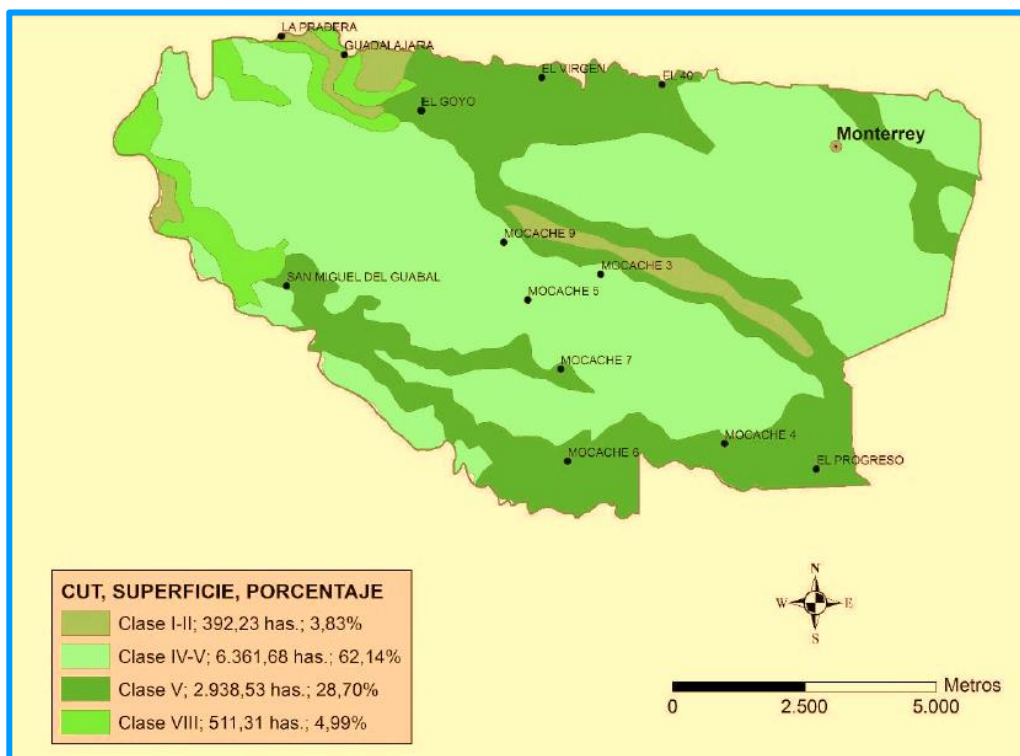 LA PRADERA
GUADALAJARA
EL VIRGEN
EL 40
EL GOYO
Monterrey
MOCACHE 9
MOCACHE 3
SAN MIGUEL DEL GUABAL
MOCACHE 5
MOCACHE 7
MOCACHE 4
MOCACHE 6
EL PROGRESO
CUT, SUPERFICIE, PORCENTAJE
Clase I-II; 392,23 has.; 3,83%
Clase IV-V; 6.361,68 has.; 62,14%
Clase V; 2.938,53 has.; 28,70%
Clase VIII; 511,31 has.; 4,99%
N
W E
S
Metros
0 2.500 5.000